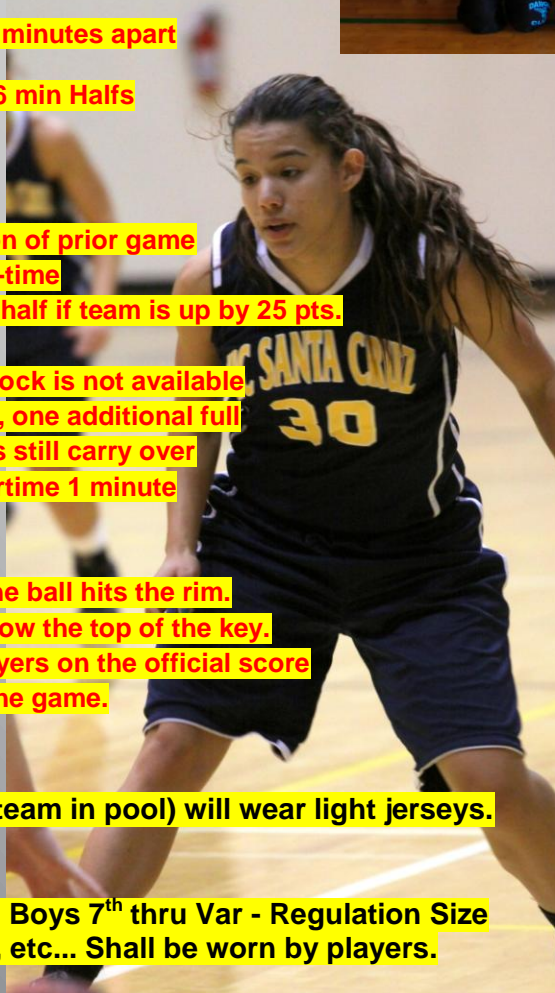 minutes apart
6 min Halfs
n of prior game
-time
half if team is up by 25 pts.
ock is not available
, one additional full
s still carry over
rtime 1 minute
C SANTA CRUZ
30
e ball hits the rim.
ow the top of the key.
yers on the official score
he game.
team in pool) will wear light jerseys.
Boys 7th thru Var - Regulation Size
, etc... Shall be worn by players.